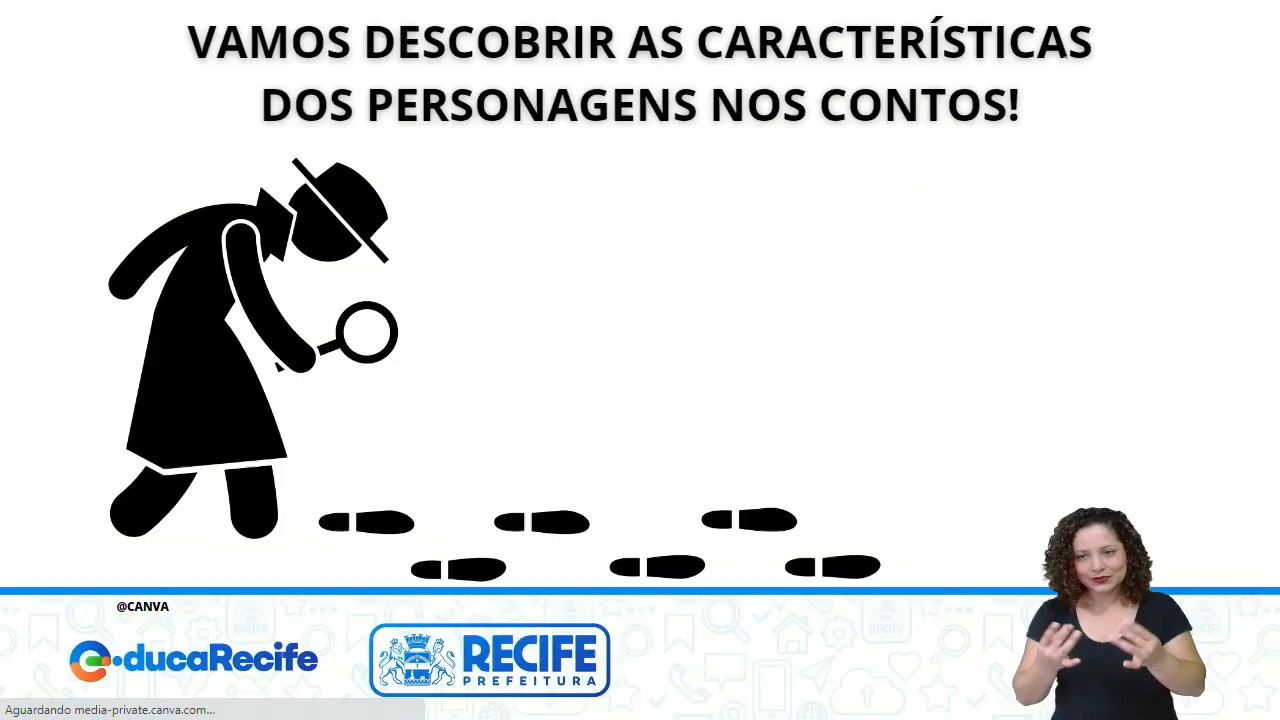 VAMOS DESCOBRIR AS CARACTERÍSTICAS
DOS PERSONAGENS NOS CONTOS!
@CANVA
educaRecife
RECIFE
PREFEITURA
Aguardando media-private.canva.com...